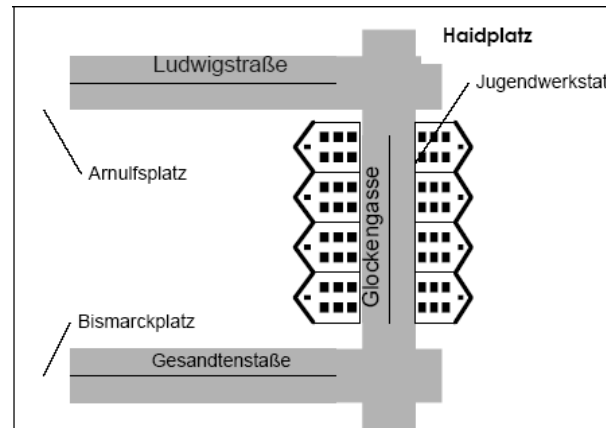 Haidplatz
Ludwigstraße
Jugendwerkstat
Arnulfsplatz
Glockengasse
Bismarckplatz
Gesandtenstaße